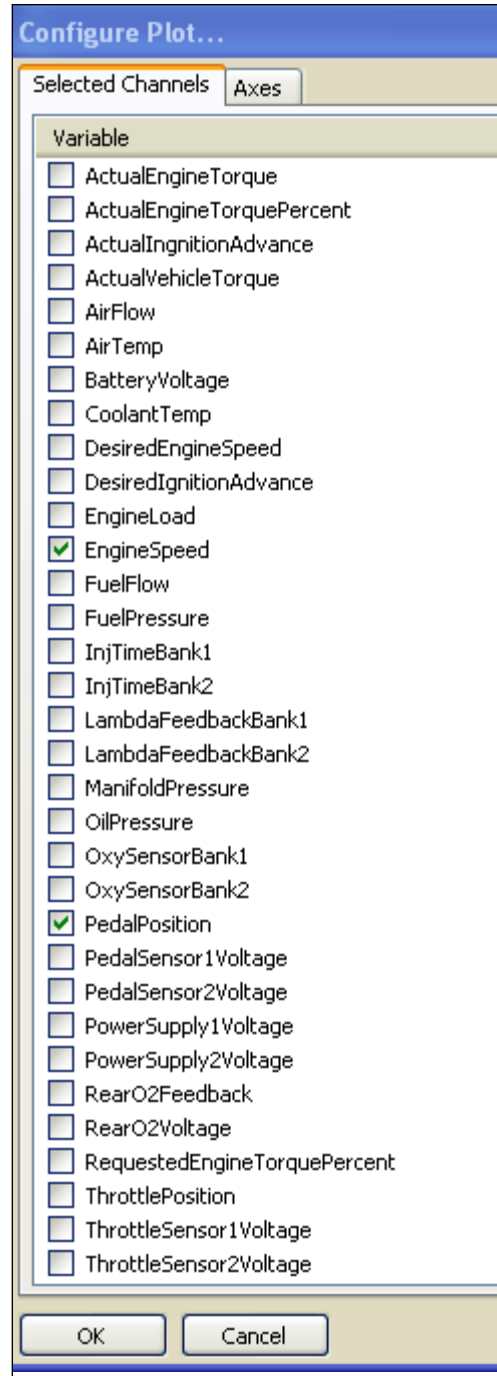 Configure Plot...
Selected Channels Axes
Variable
ActualEngineTorque
ActualEngineTorquePercent
ActualIngnitionAdvance
ActualVehicleTorque
AirFlow
AirTemp
BatteryVoltage
CoolantTemp
DesiredEngineSpeed
DesiredIgnitionAdvance
EngineLoad
EngineSpeed
FuelFlow
FuelPressure
InjTimeBank1
InjTimeBank2
LambdaFeedbackBank1
LambdaFeedbackBank2
ManifoldPressure
OilPressure
OxySensorBank1
OxySensorBank2
PedalPosition
PedalSensor1Voltage
PedalSensor2Voltage
PowerSupply1Voltage
PowerSupply2Voltage
RearO2Feedback
RearO2Voltage
RequestedEngineTorquePercent
ThrottlePosition
ThrottleSensor1Voltage
ThrottleSensor2Voltage
OK Cancel